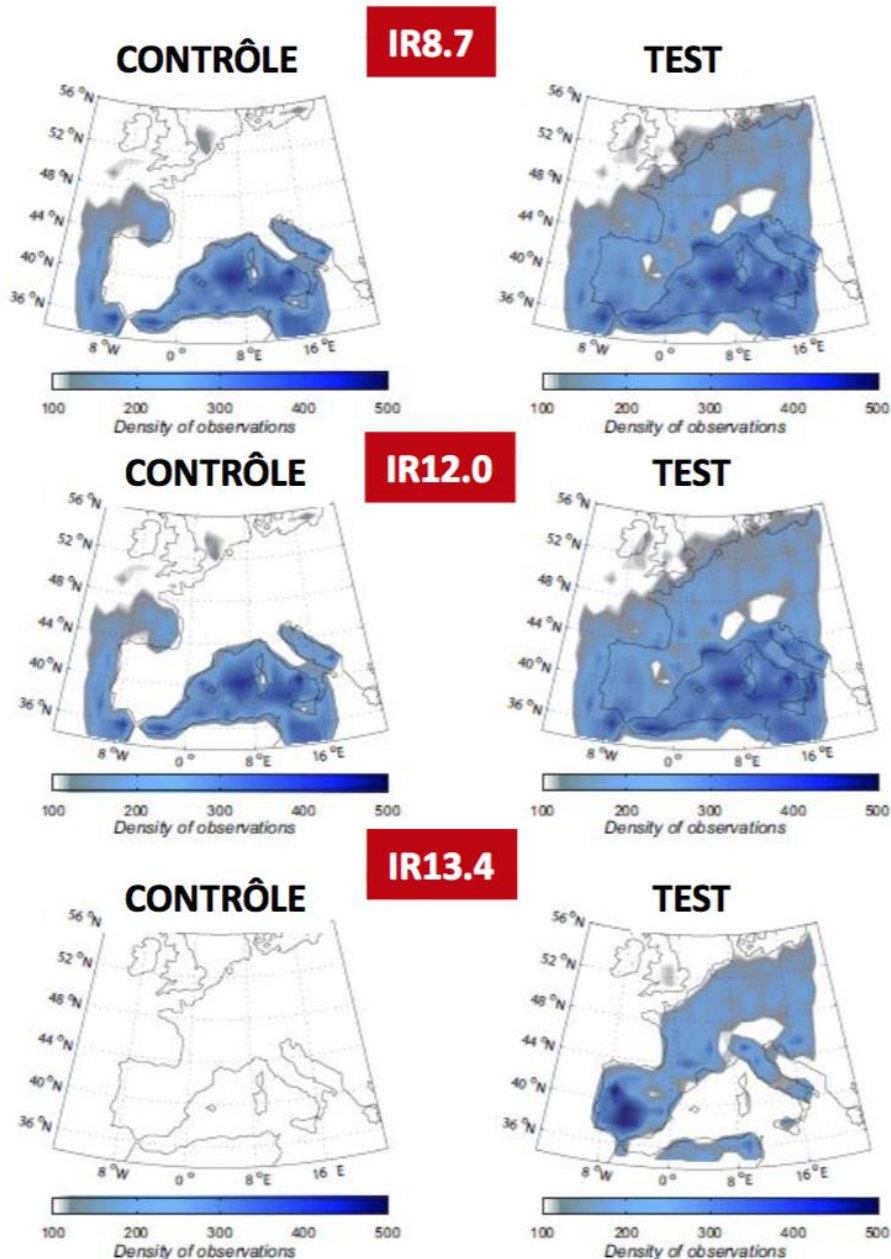 IR8.7
CONTRÔLE TEST
56 °N 56 °N
52 °N 52 °N
48 °N 48 °N
44 °N 44 °N
40 °N 40 °N
36 °N 36 °N
8 °W 0° 8 °E 16 °E 8 °W 0° 8 °E 16 °E
100 200 300 400 500 100 200 300 400 500
Density of observations Density of observations
IR12.0
CONTRÔLE TEST
56 °N 56 °N
52 °N 52 °N
48 °N 48 °N
44 °N 44 °N
40 °N 40 °N
36 °N 36 °N
8 °W 0° 8 °E 16 °E 8 °W 0° 8 °E 16 °E
100 200 300 400 500 100 200 300 400 500
Density of observations Density of observations
IR13.4
CONTRÔLE TEST
56 °N 56 °N
52 °N 52 °N
48 °N 48 °N
44 °N 44 °N
40 °N 40 °N
36 °N 36 °N
8 °W 0° 8 °E 16 E 8 °W 0° 8 °E 16 °E
100 200 300 400 500 100 200 300 400 500
Density of observations Density of observations